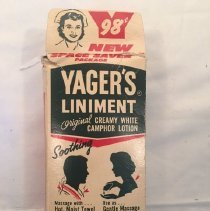 98¢
NEW
SPACE SAVER
PACKAGE
YAGER'S
LINIMENT
Original CREAMY WHITE
CAMPHOR LOTION
Soothing
Massage with... Use as...
Hot, Moist Towel Gentle Massage